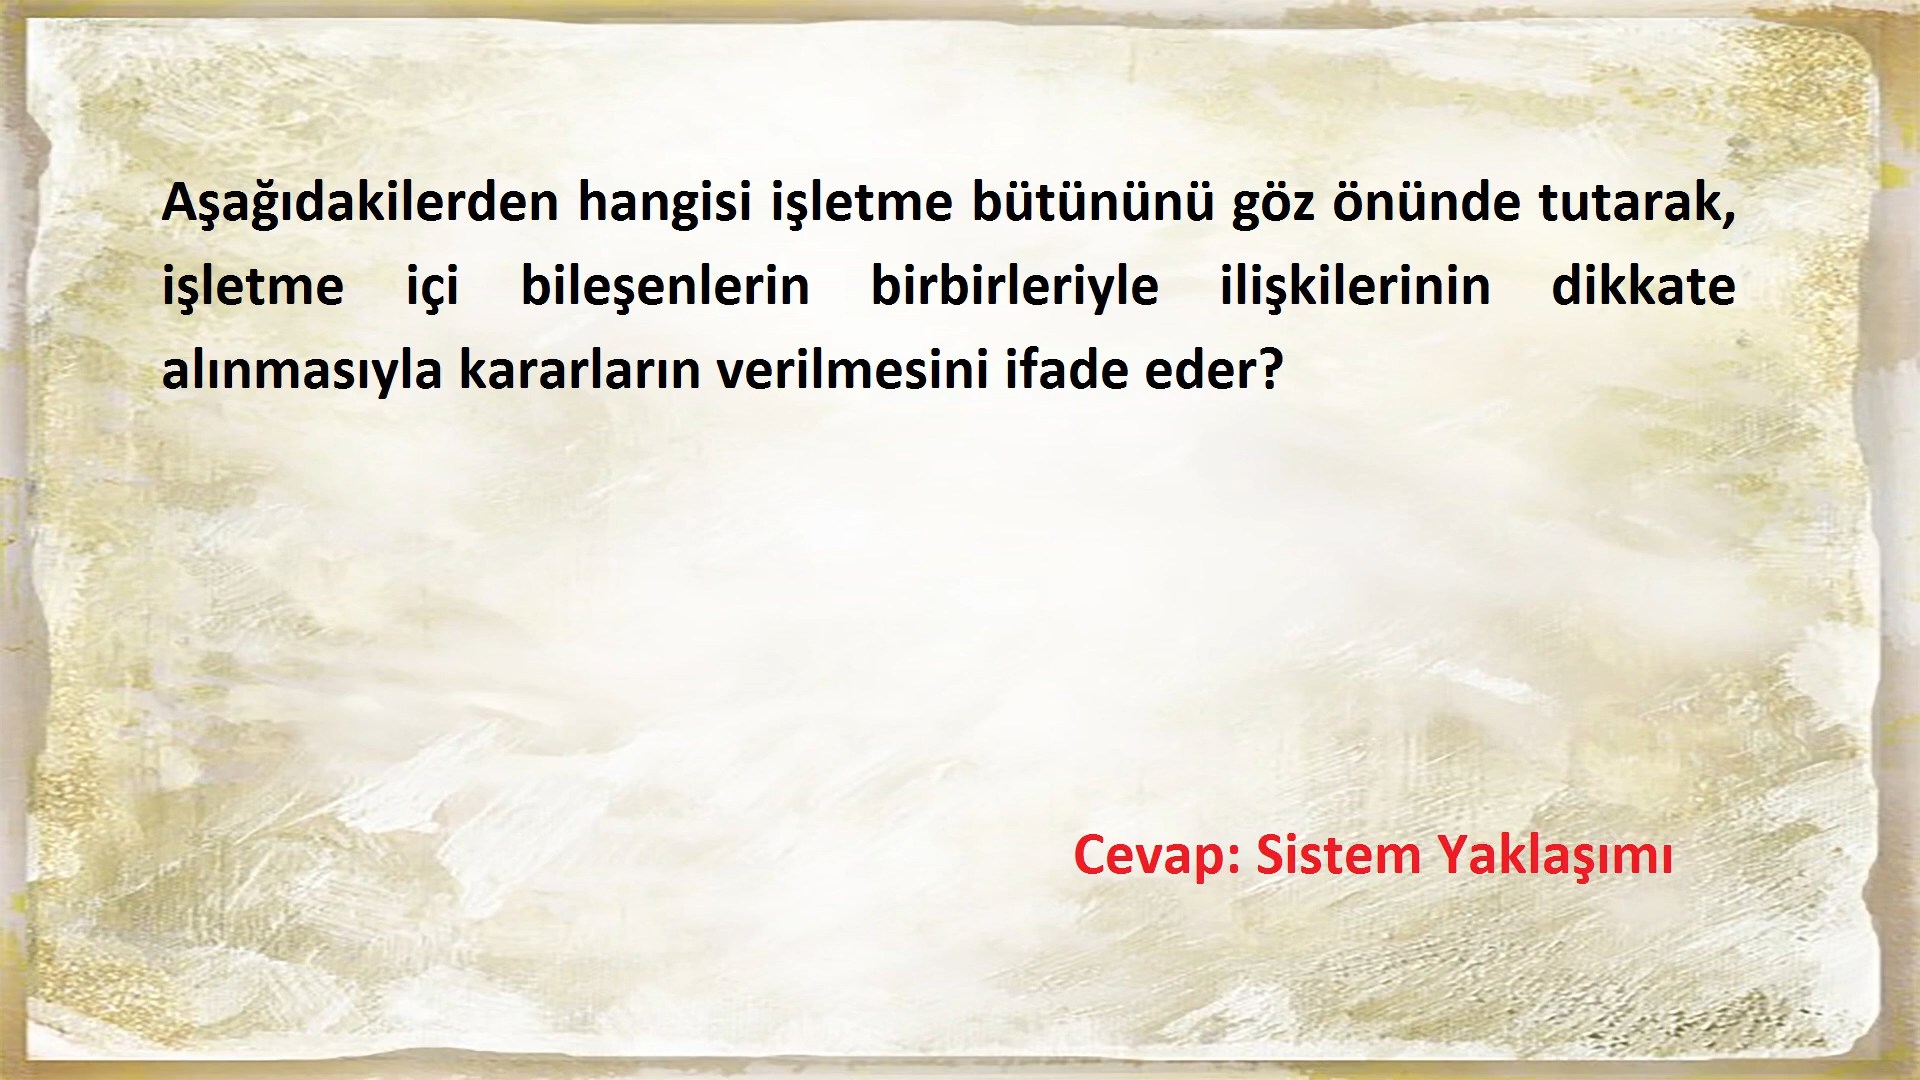 Aşağıdakilerden hangisi işletme bütününü göz önünde tutarak,
işletme içi bileşenlerin birbirleriyle ilişkilerinin dikkate
alınmasıyla kararların verilmesini ifade eder?
Cevap: Sistem Yaklaşımı